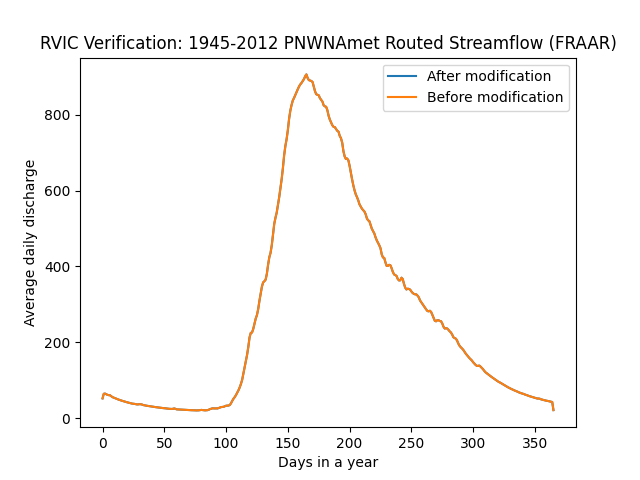 RVIC Verification: 1945-2012 PNWNAmet Routed Streamflow (FRAAR)
After modification
Before modification
Average daily discharge
800
600
400
200
0
0 50 100 150 200 250 300 350
Days in a year